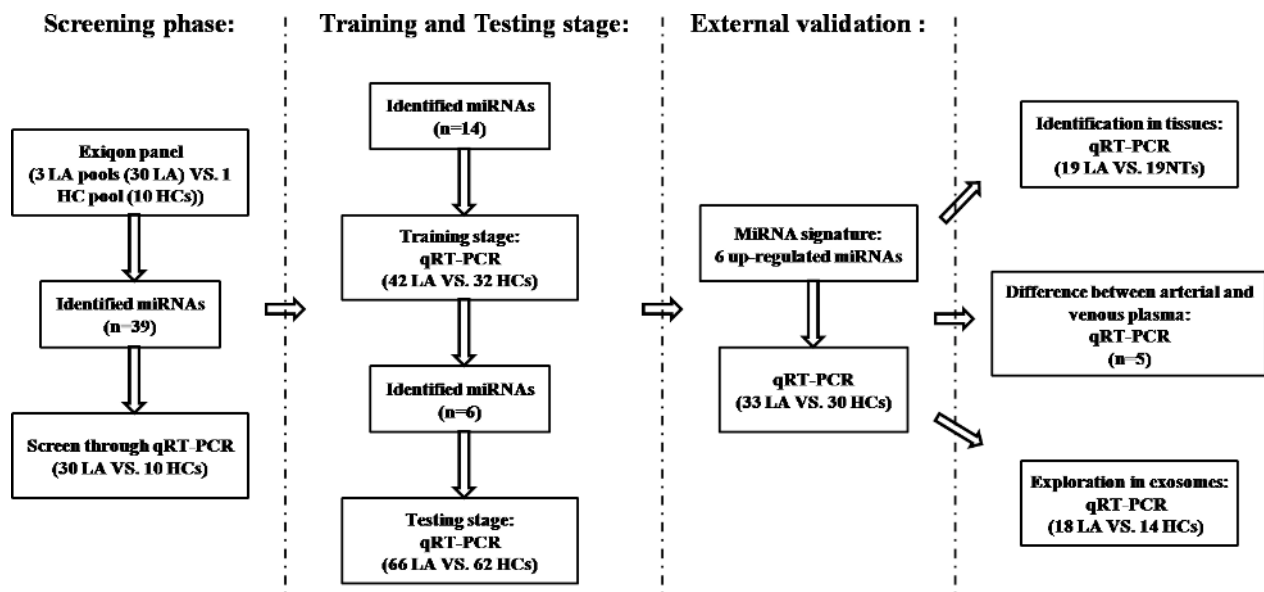 Screening phase:
Exiqon panel
(3 LA pools (30 LA) VS. 1
HC pool (10 HCs))
Identified miRNAs
(n=39)
Screen through qRT-PCR
(30 LA VS. 10 HCs)
Training and Testing stage:
Identified miRNAs
(n=14)
Training stage:
qRT-PCR
(42 LA VS. 32 HCs)
Identified miRNAs
(n=6)
Testing stage:
qRT-PCR
(66 LA VS. 62 HCs)
External validation :
MiRNA signature:
6 up-regulated miRNAs
qRT-PCR
(33 LA VS. 30 HCs)
Identification in tissues:
qRT-PCR
(19 LA VS. 19NTs)
Difference between arterial and
venous plasma:
qRT-PCR
(n=5)
Exploration in exosomes:
qRT-PCR
(18 LA VS. 14 HCs)